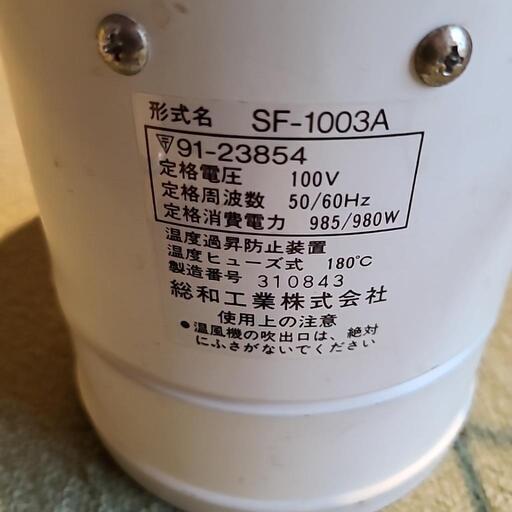 形式名 SF-1003A
〒91-23854
定格電圧 100V
定格周波数 50/60Hz
定格消費電力 985/980W
温度過昇防止装置
温度ヒューズ式 180℃
製造番号 310843
総和工業株式会社
使用上の注意
●温風機の吹出口は、絶対
にふさがないでください